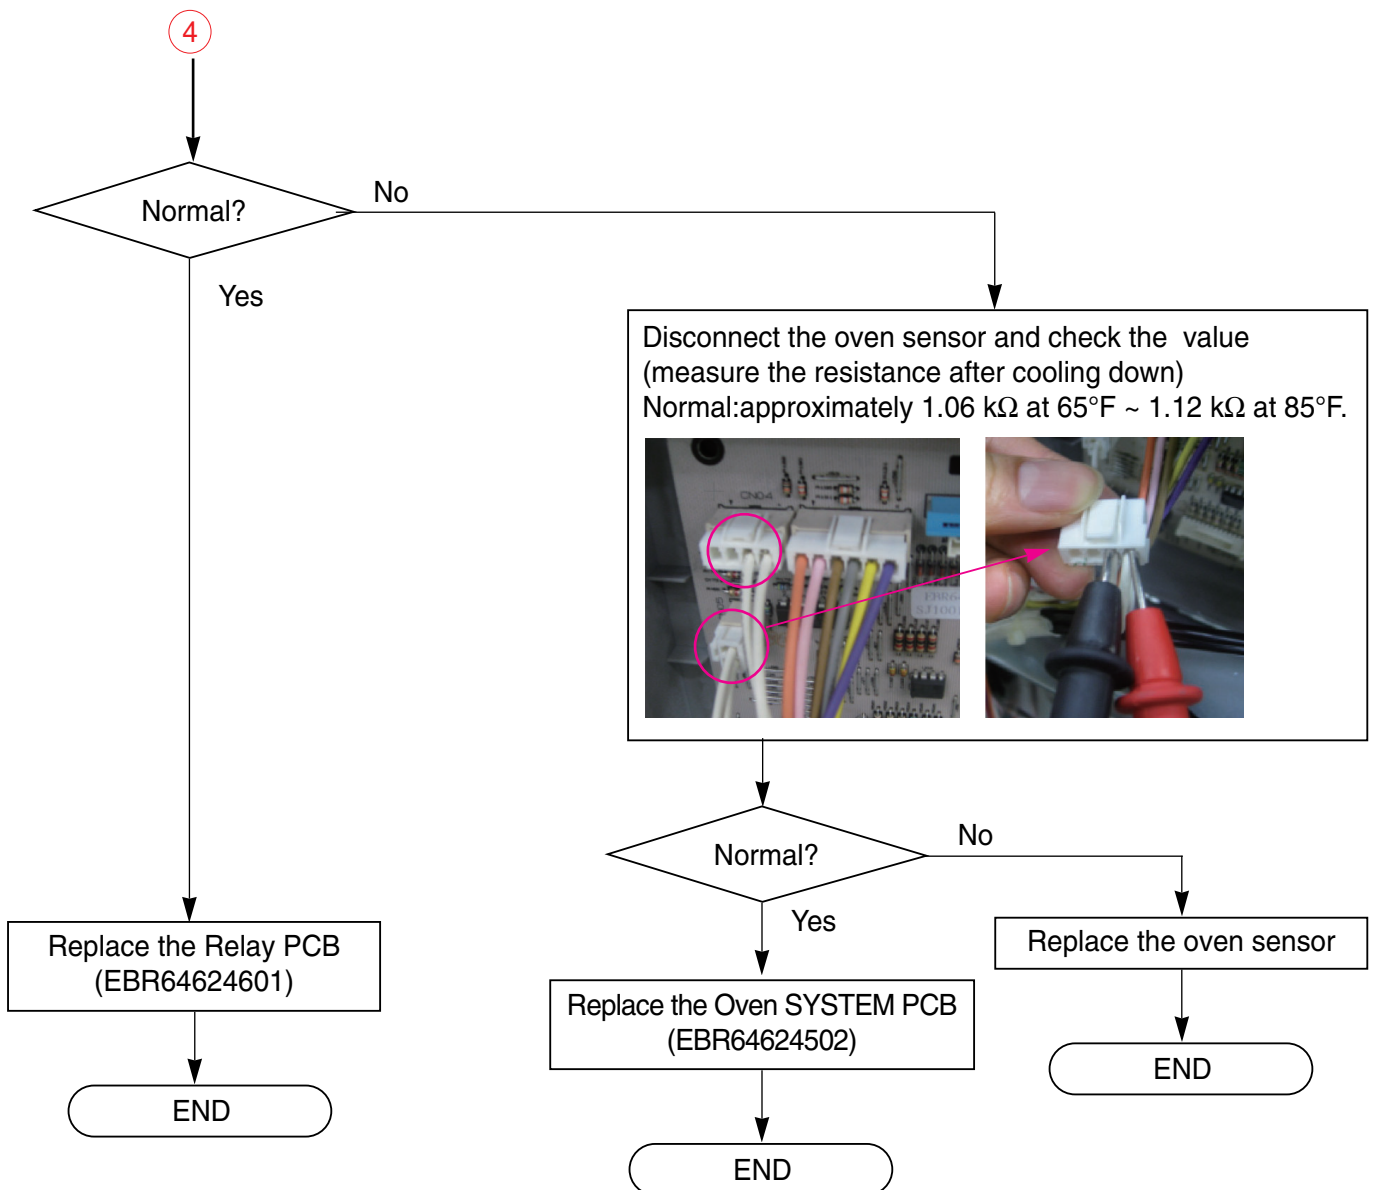 4
Normal?
No
Yes
Disconnect the oven sensor and check the value
(measure the resistance after cooling down)
Normal:approximately 1.06 kΩ at 65°F ~ 1.12 kΩ at 85°F.
CN04
Normal?
No
Yes
Replace the Relay PCB
(EBR64624601)
Replace the oven sensor
Replace the Oven SYSTEM PCB
(EBR64624502)
END
END
END